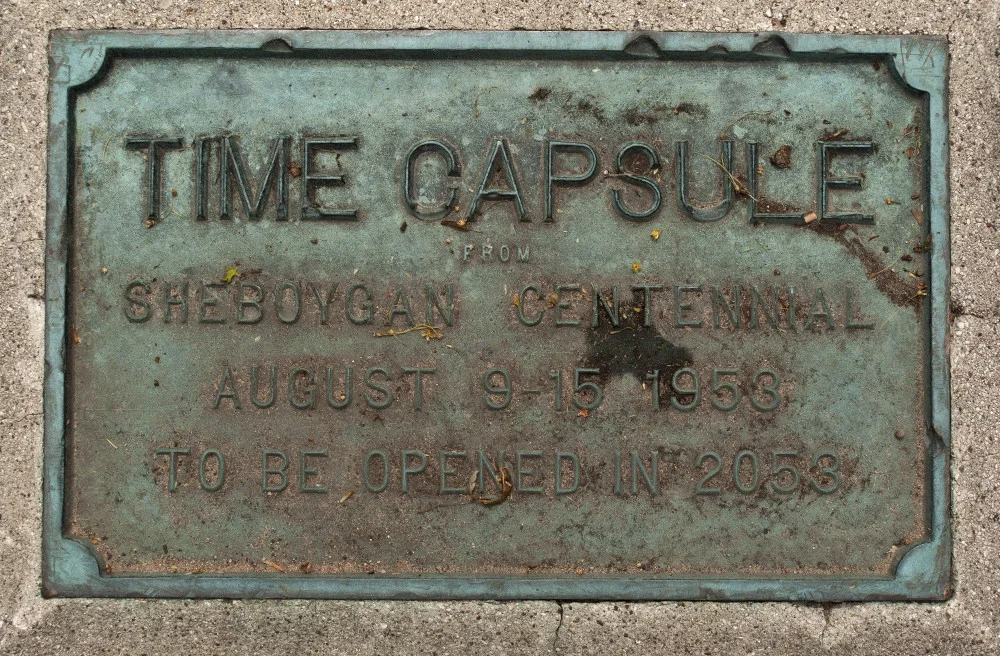 TIME CAPSULE
FROM
SHEBOYGAN CENTENNIAL
AUGUST 9-15 1953
TO BE OPENED IN 2053